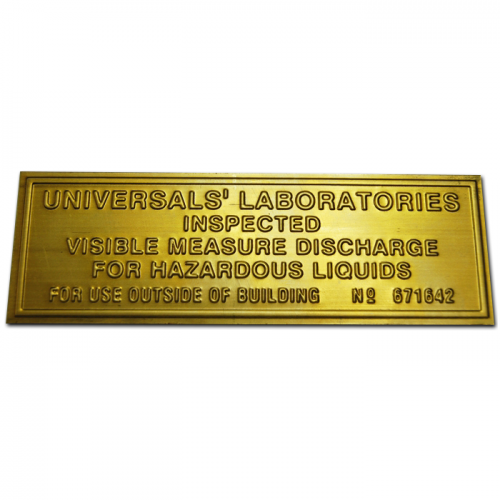 UNIVERSALS' LABORATORIES
INSPECTED
VISIBLE MEASURE DISCHARGE
FOR HAZARDOUS LIQUIDS
FOR USE OUTSIDE OF BUILDING Nº 671642